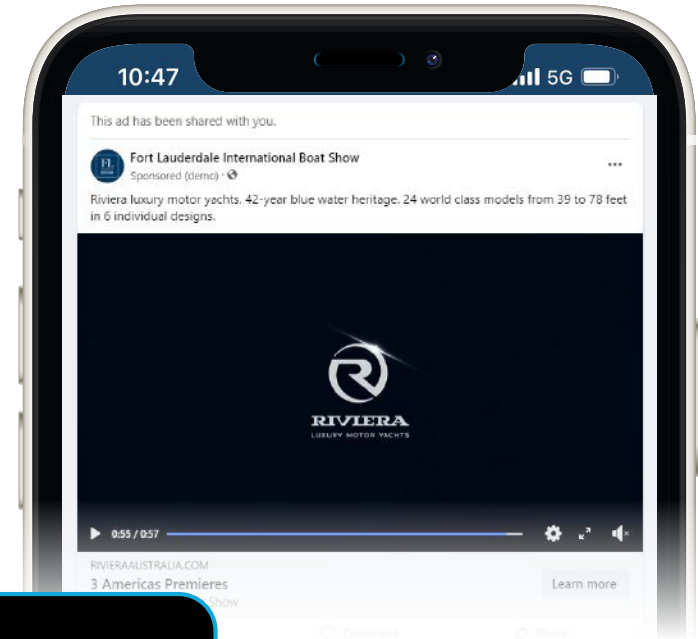 10:47 5G
This ad has been shared with you.
FL
Fort Lauderdale International Boat Show
Sponsored (demo) ·
Riviera luxury motor yachts. 42-year blue water heritage. 24 world class models from 39 to 78 feet
in 6 individual designs.
R
RIVIERA
LUXURY MOTOR YACHTS
0:55 / 0:57
RIVIERAAUSTRALIA.COM
3 Americas Premieres
Learn more
Show
Comment
Share